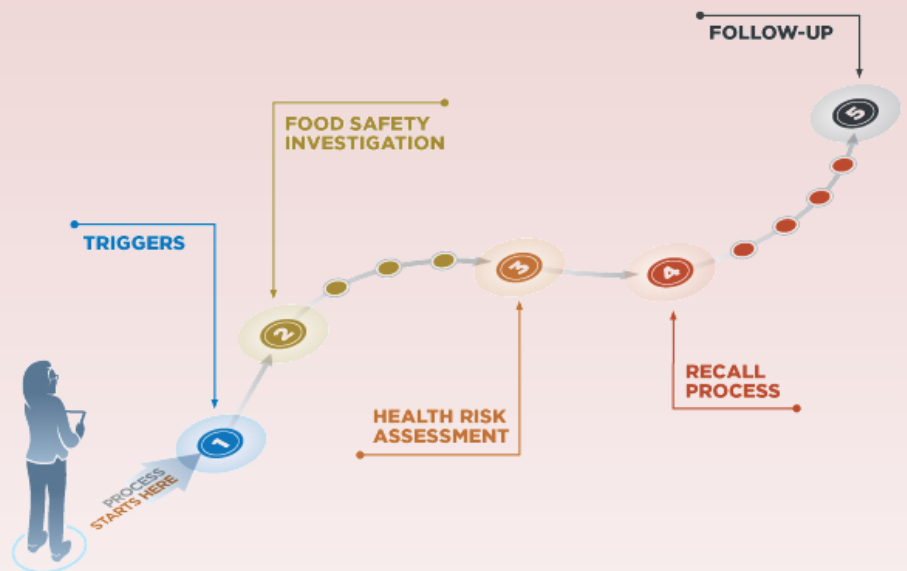 FOLLOW-UP
5
FOOD SAFETY
INVESTIGATION
TRIGGERS
3
4
2
RECALL
PROCESS
HEALTH RISK
ASSESSMENT
1
PROCESS
STARTS HERE